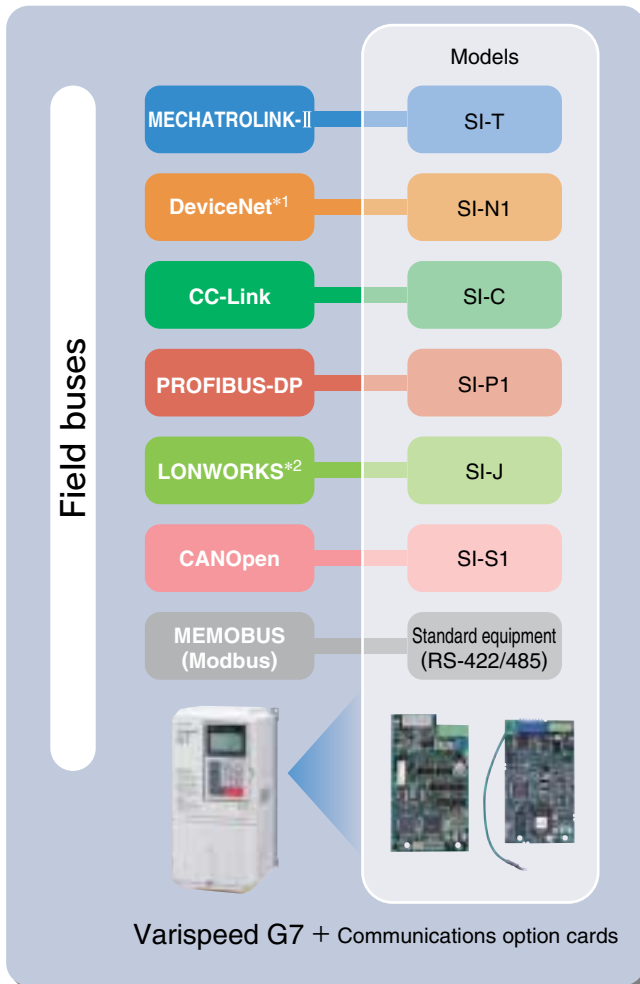 Models
Field buses
MECHATROLINK-Ⅱ
SI-T
DeviceNet*1
SI-N1
CC-Link
SI-C
PROFIBUS-DP
SI-P1
LONWORKS*2
SI-J
CANOpen
SI-S1
MEMOBUS
(Modbus)
Standard equipment
(RS-422/485)
Varispeed G7 + Communications option cards